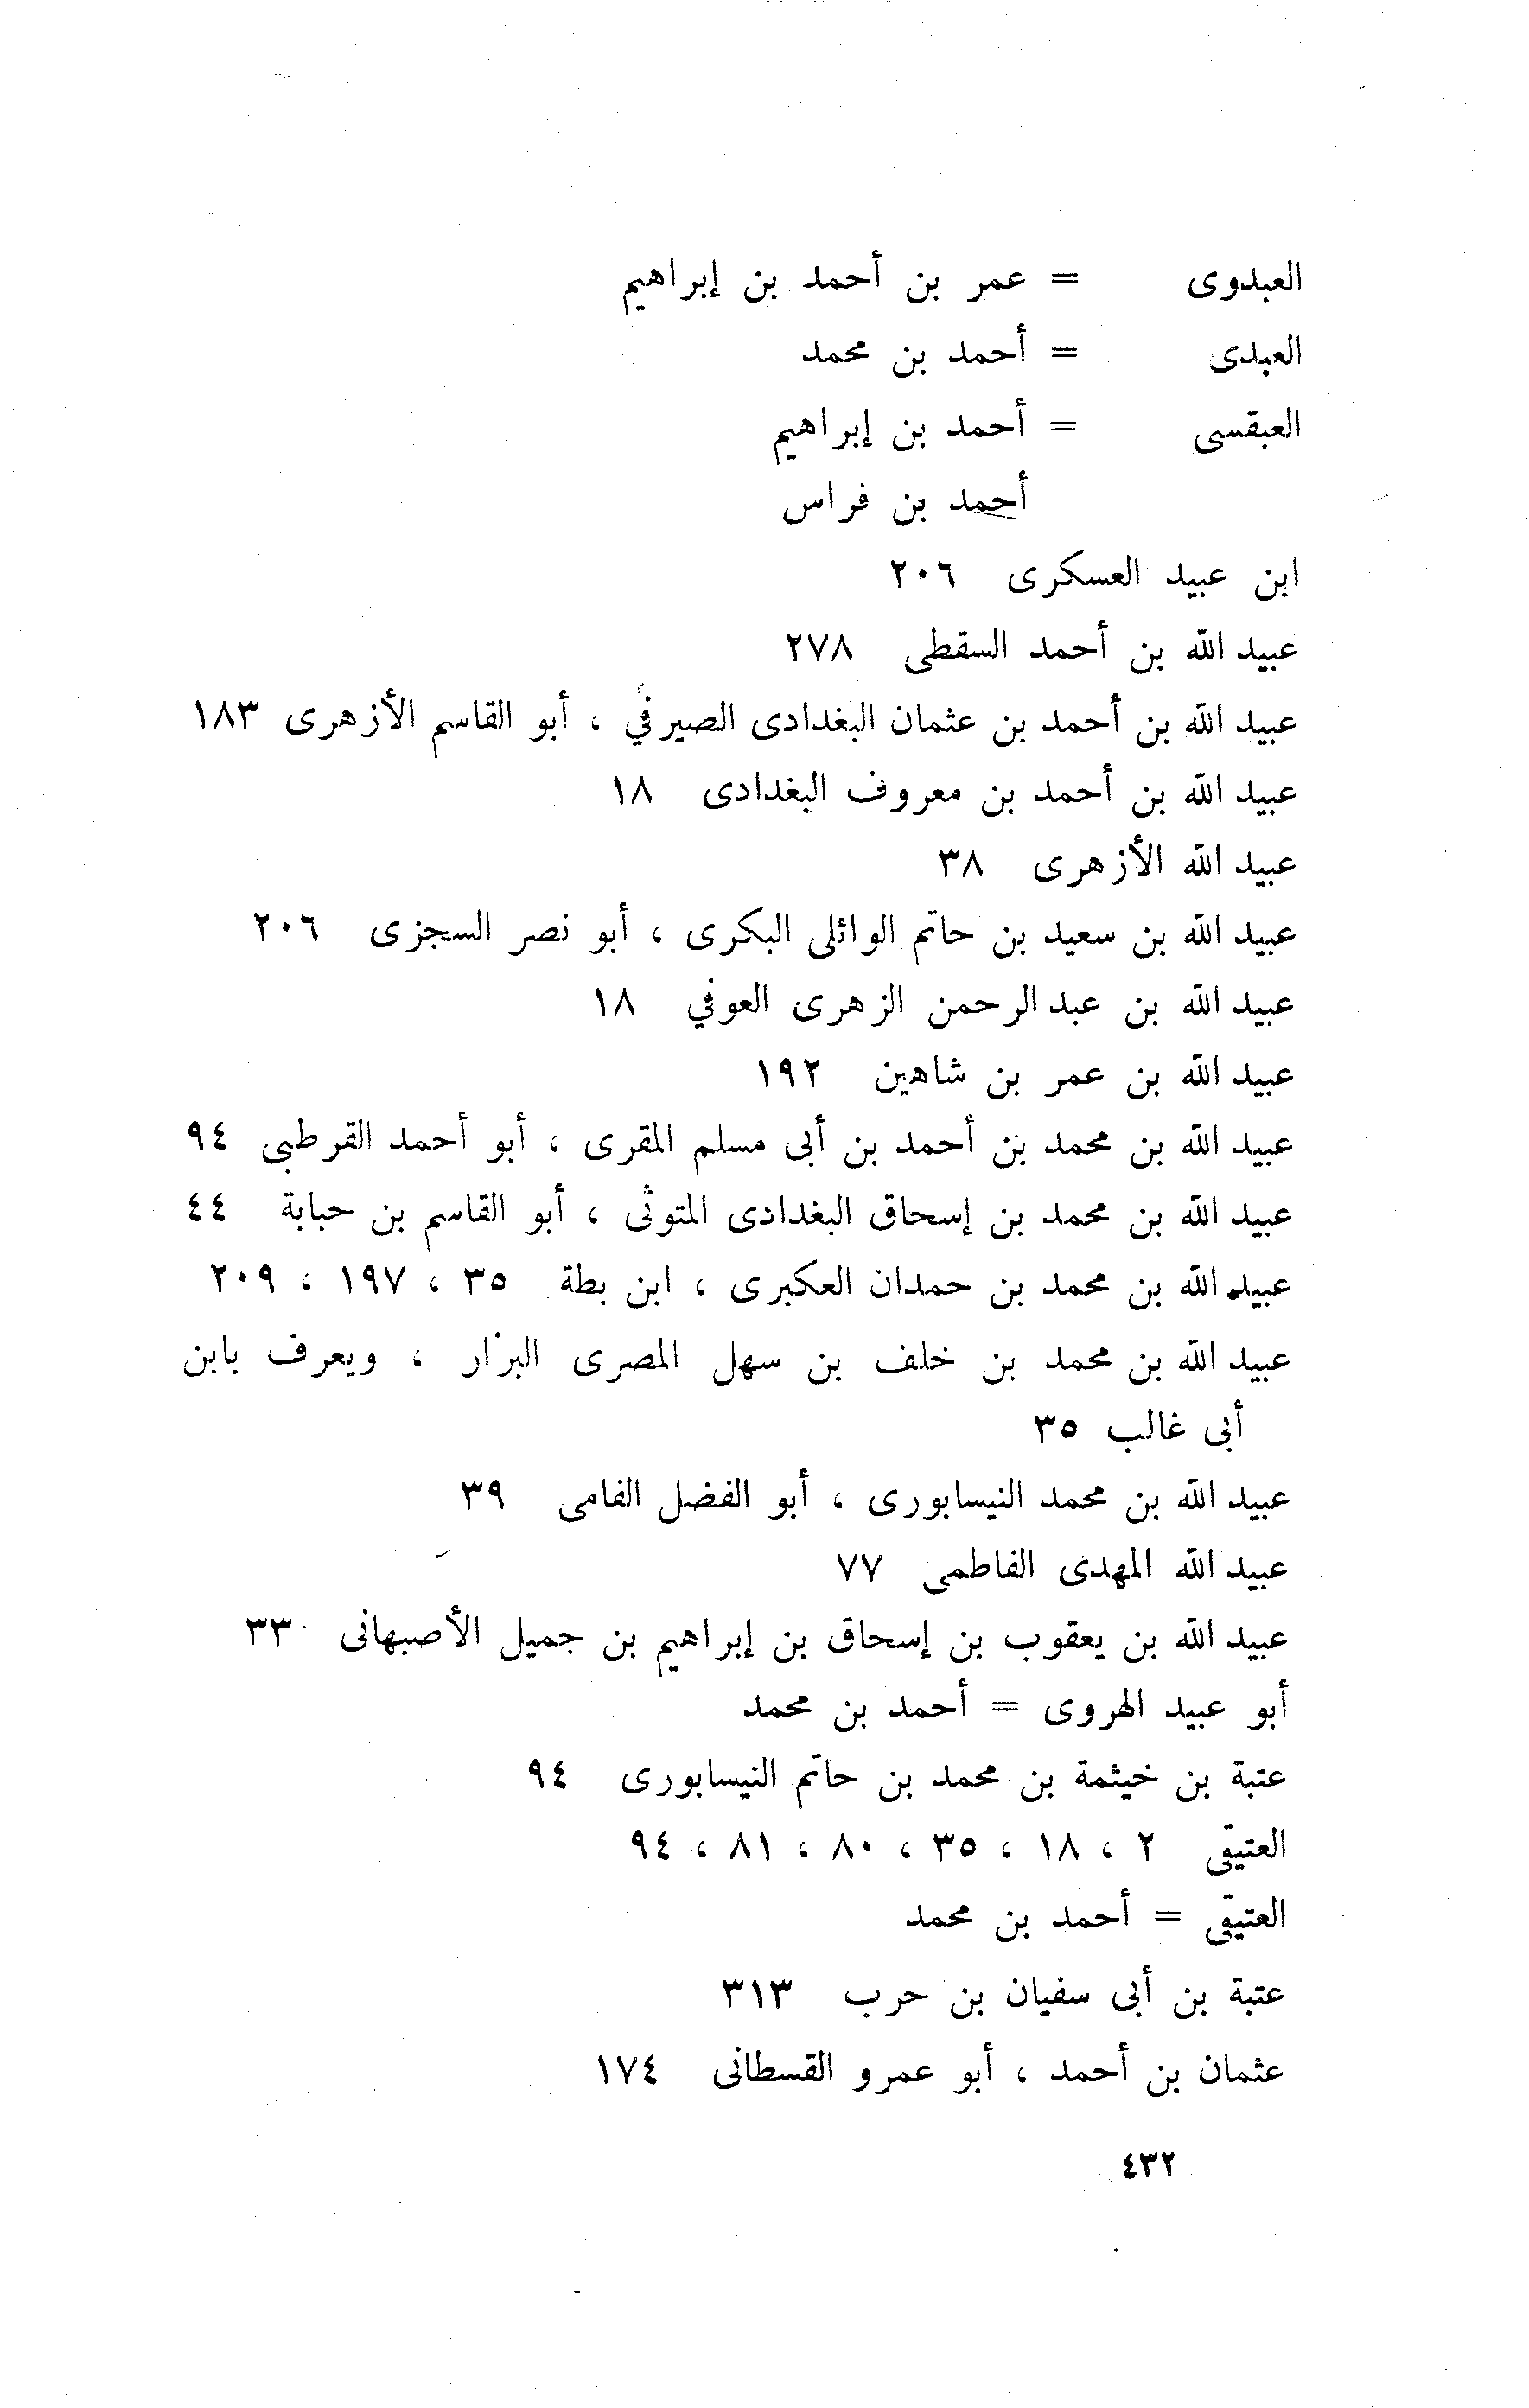 العبدوى = عمر بن أحمد بن إبراهيم
العبدى = أحمد بن محمد
العبقسى = أحمد بن إبراهيم
أحمد بن فراس
ابن عبيد العسكرى ٢٠٦
عبيد الله بن أحمد السقطى ٢٧٨
عبيد الله بن أحمد بن عثمان البغدادى الصيرفي ، أبو القاسم الأزهرى ١٨٣
عبيد الله بن أحمد بن معروف البغدادى ١٨
عبيد الله الأزهرى ٣٨
عبيد الله بن سعيد بن حاتم الوائلى البكرى ، أبو نصر السجزى ٢٠٦
عبيد الله بن عبد الرحمن الزهرى العوفي ١٨
عبيد الله بن عمر بن شاهين ١٩٢
عبيد الله بن محمد بن أحمد بن أبى مسلم المقرى ، أبو أحمد القرطبى ٩٤
عبيد الله بن محمد بن إسحاق البغدادى المتوثى ، أبو القاسم بن حبابة ٤٤
عبيد الله بن محمد بن حمدان العكبرى ، ابن بطة ٣٥ ، ١٩٧ ، ٢٠٩
عبيد الله بن محمد بن خلف بن سهل المصرى البزار ، ويعرف بابن
أبى غالب ٣٥
عبيد الله بن محمد النيسابورى ، أبو الفضل الفامى ٣٩
عبيد الله المهدى الفاطمى ٧٧
عبيد الله بن يعقوب بن إسحاق بن إبراهيم بن جميل الأصبهانى ٣٣
أبو عبيد الهروى = أحمد بن محمد
عتبة بن خيثمة بن محمد بن حاتم النيسابورى ٩٤
العتيقى ٢ ، ١٨ ، ٣٥ ، ٨٠ ، ٨١ ، ٩٤
العتيقى = أحمد بن محمد
عتبة بن أبى سفيان بن حرب ٣١٣
عثمان بن أحمد ، أبو عمرو القسطانى ١٧٤
٤٣٢